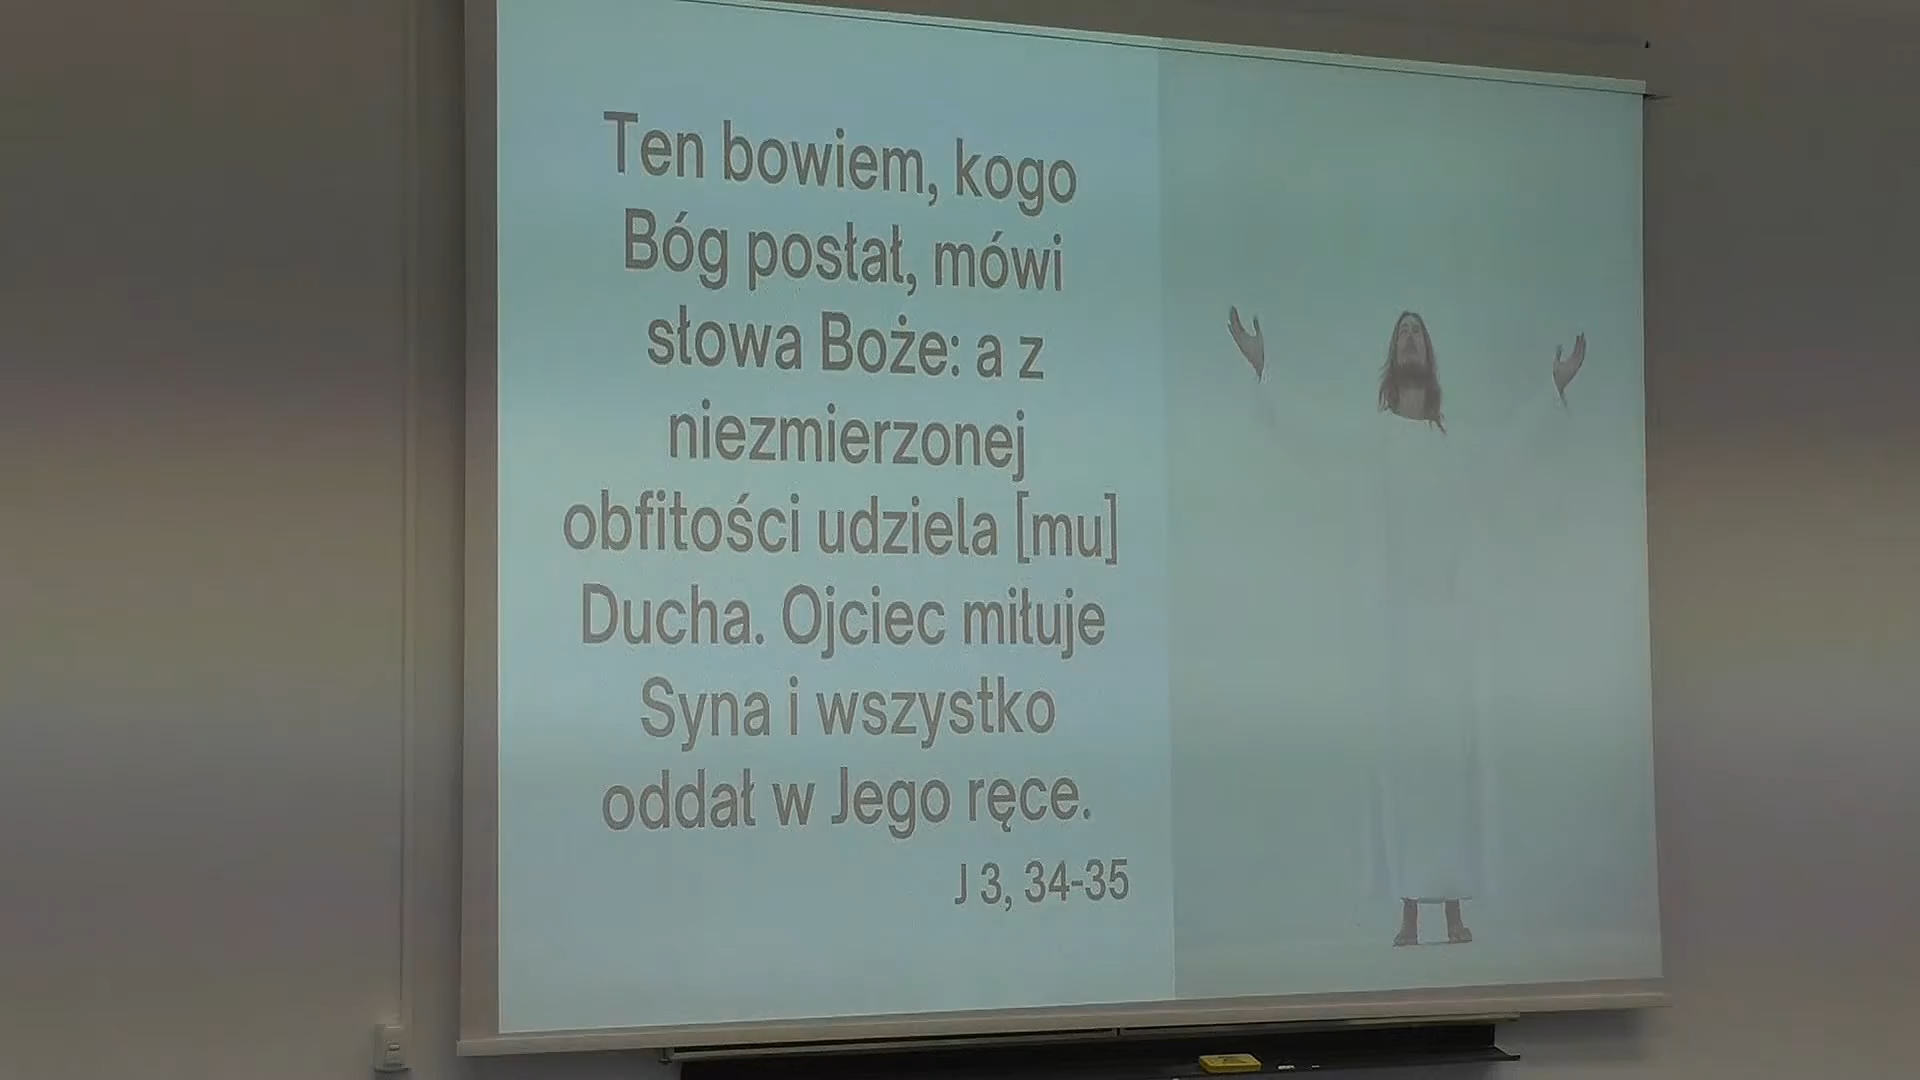 Ten bowiem, kogo
Bóg posłał, mówi
słowa Boże: a z
niezmierzonej
obfitości udziela [mu]
Ducha. Ojciec miłuje
Syna i wszystko
oddał w Jego ręce.
J 3, 34-35